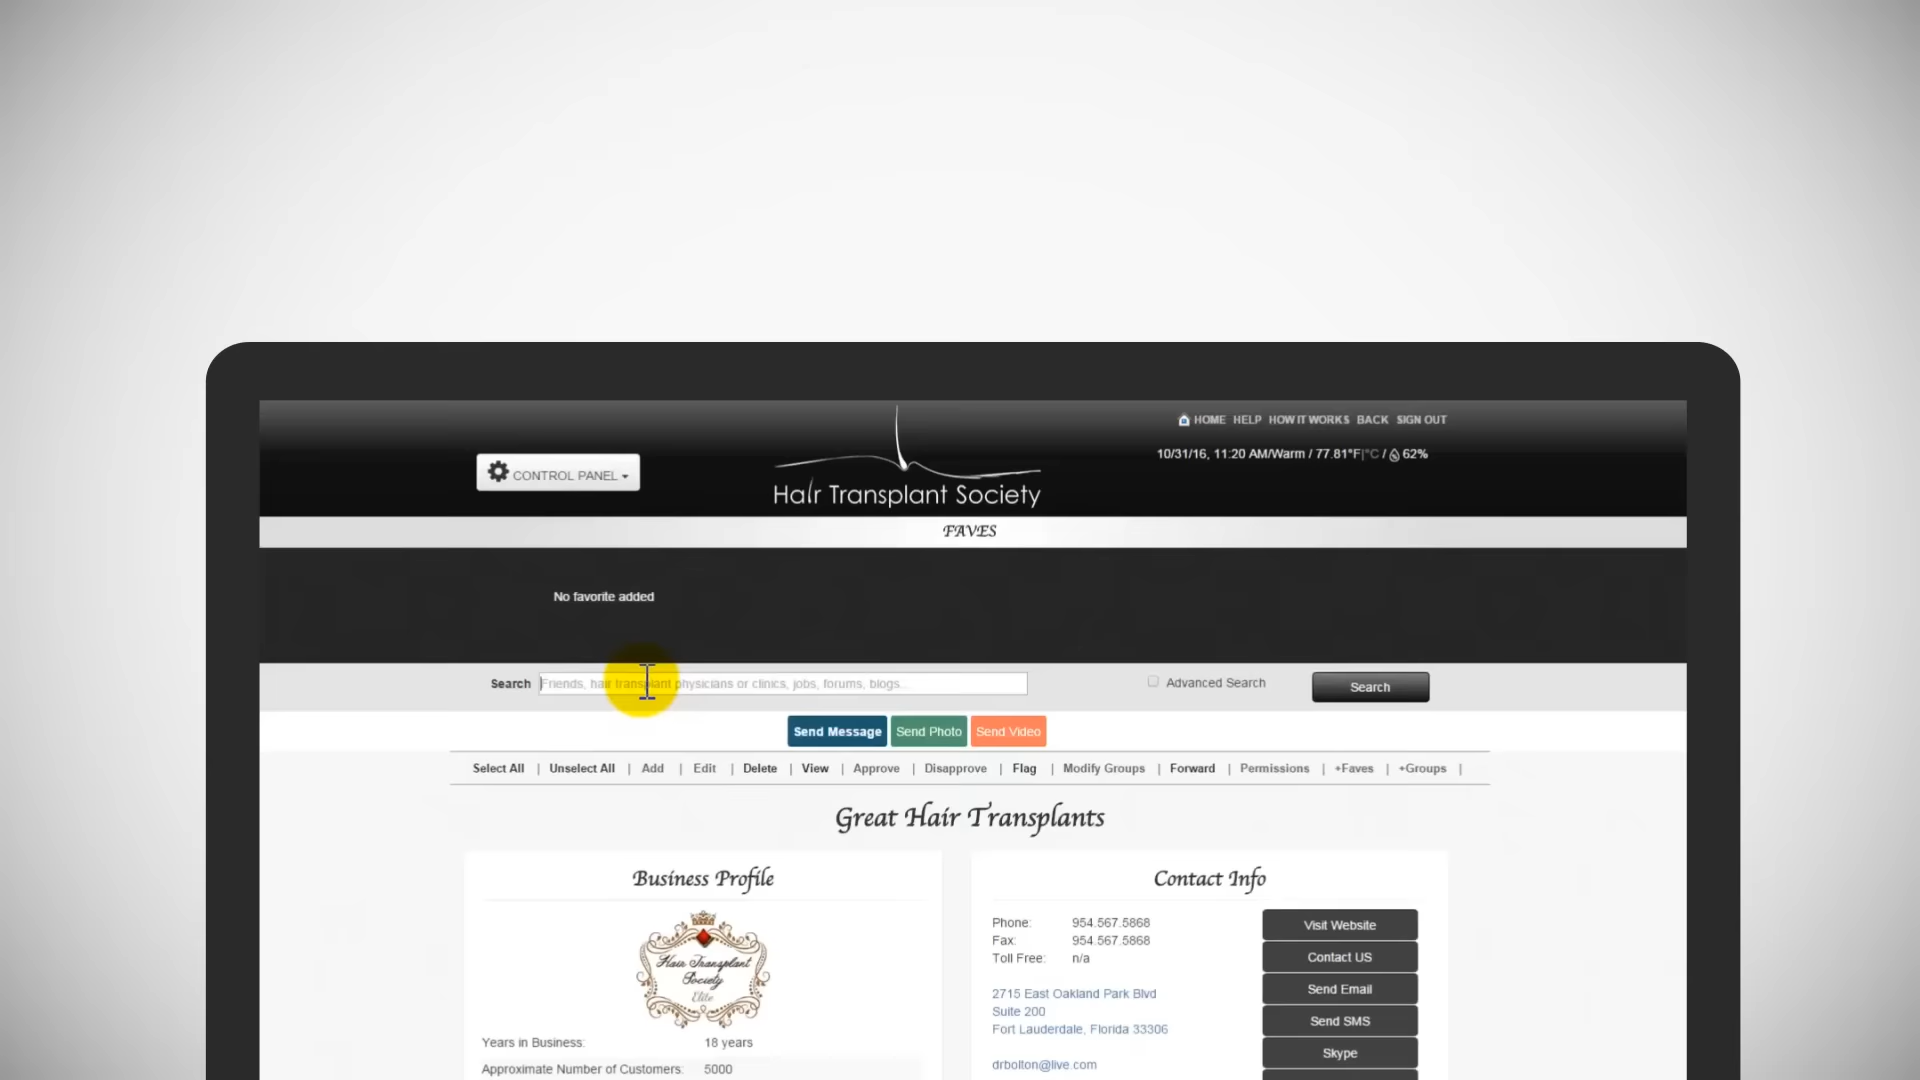 HOME HELP HOW IT WORKS BACK SIGN OUT
10/31/16, 11:20 AM/Warm / 77.81°F|°C / 62%
CONTROL PANEL
Hair Transplant Society
FAVES
No favorite added
Search Friends, hair transplant physicians or clinics, jobs, forums, blogs... Advanced Search Search
Send Message Send Photo Send Video
Select All | Unselect All | Add | Edit | Delete | View | Approve | Disapprove | Flag | Modify Groups | Forward | Permissions | +Faves | +Groups |
Great Hair Transplants
Business Profile
Hair Transplant
Society
Elite
Years in Business: 18 years
Approximate Number of Customers: 5000
Contact Info
Phone: 954.567.5868
Fax: 954.567.5868
Toll Free: n/a
2715 East Oakland Park Blvd
Suite 200
Fort Lauderdale, Florida 33306
drbolton@live.com
Visit Website
Contact US
Send Email
Send SMS
Skype